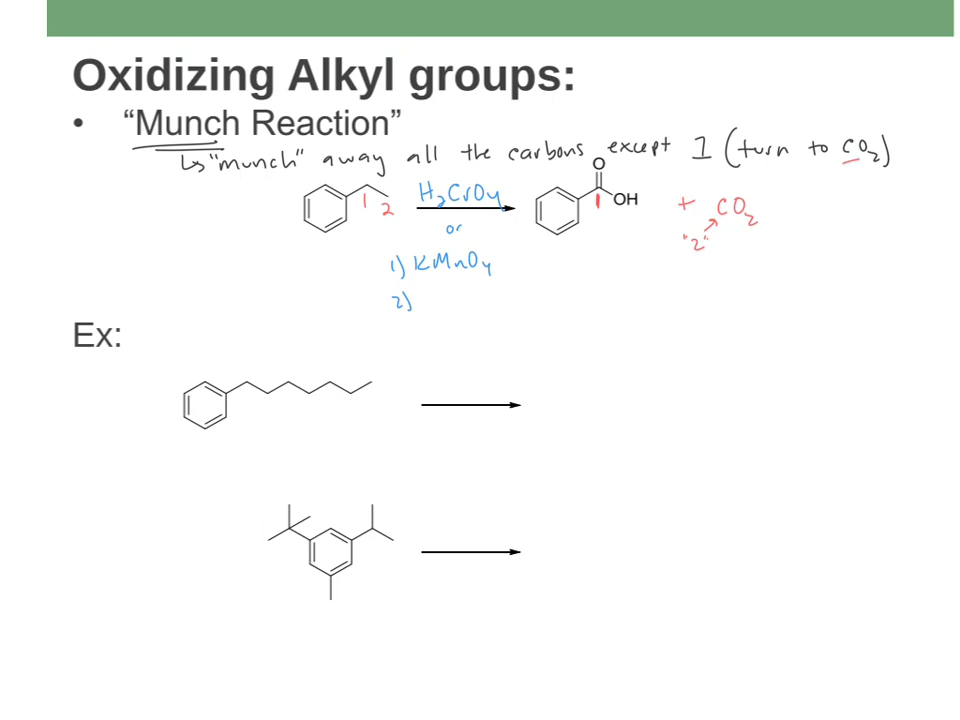 Oxidizing Alkyl groups:
• “Munch Reaction”
↳ "munch" away all the carbons except 1 (turn to CO₂)
O
H₂CrO₄
OH
1
2
1
+ CO₂
"2"
or
1) KMnO₄
2)
Ex: